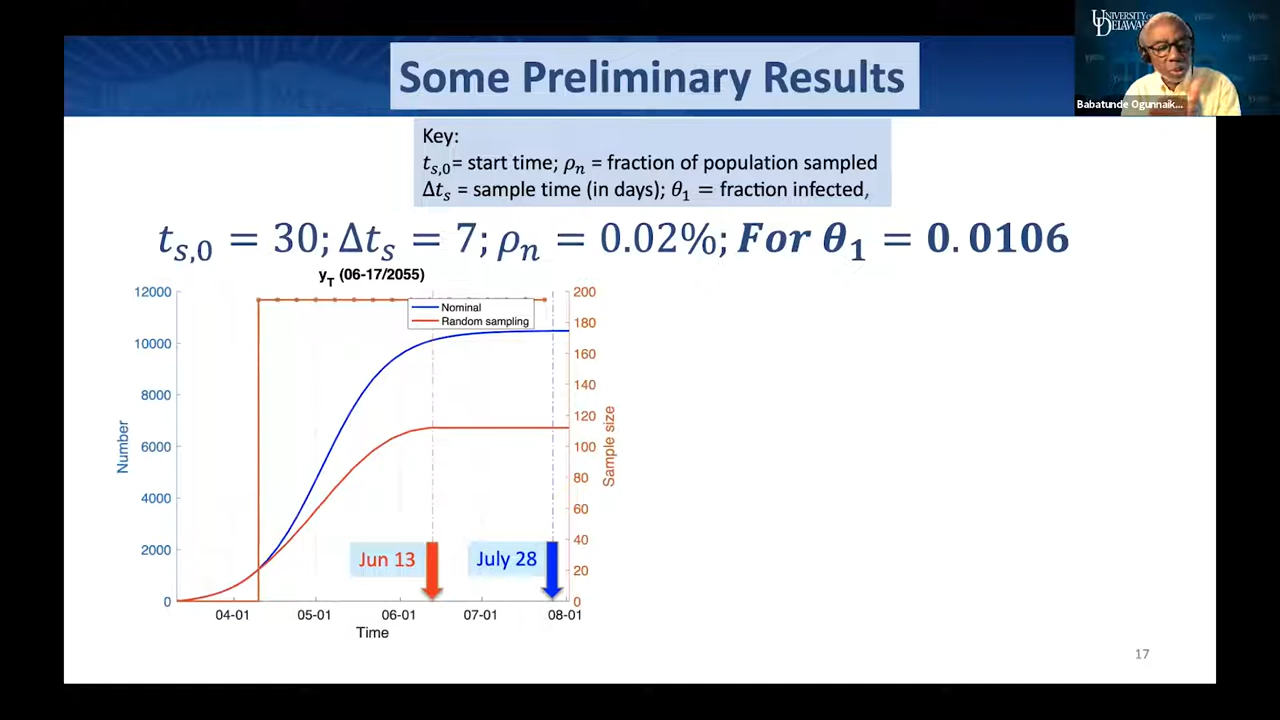 Some Preliminary Results
UNIVERSITY OF
DELAWARE
Babatunde Ogunnaik...
Key:
t_{s,0}= start time; ρ_n = fraction of population sampled
Δt_s = sample time (in days); θ_1 = fraction infected,
t_{s,0} = 30; Δt_s = 7; ρ_n = 0.02%; For θ_1 = 0.0106
y_T (06-17/2055)
12000
10000
8000
6000
4000
2000
0
Number
Nominal
Random sampling
200
180
160
140
120
100
80
60
40
20
0
Sample size
Jun 13
July 28
04-01
05-01
06-01
07-01
08-01
Time
17